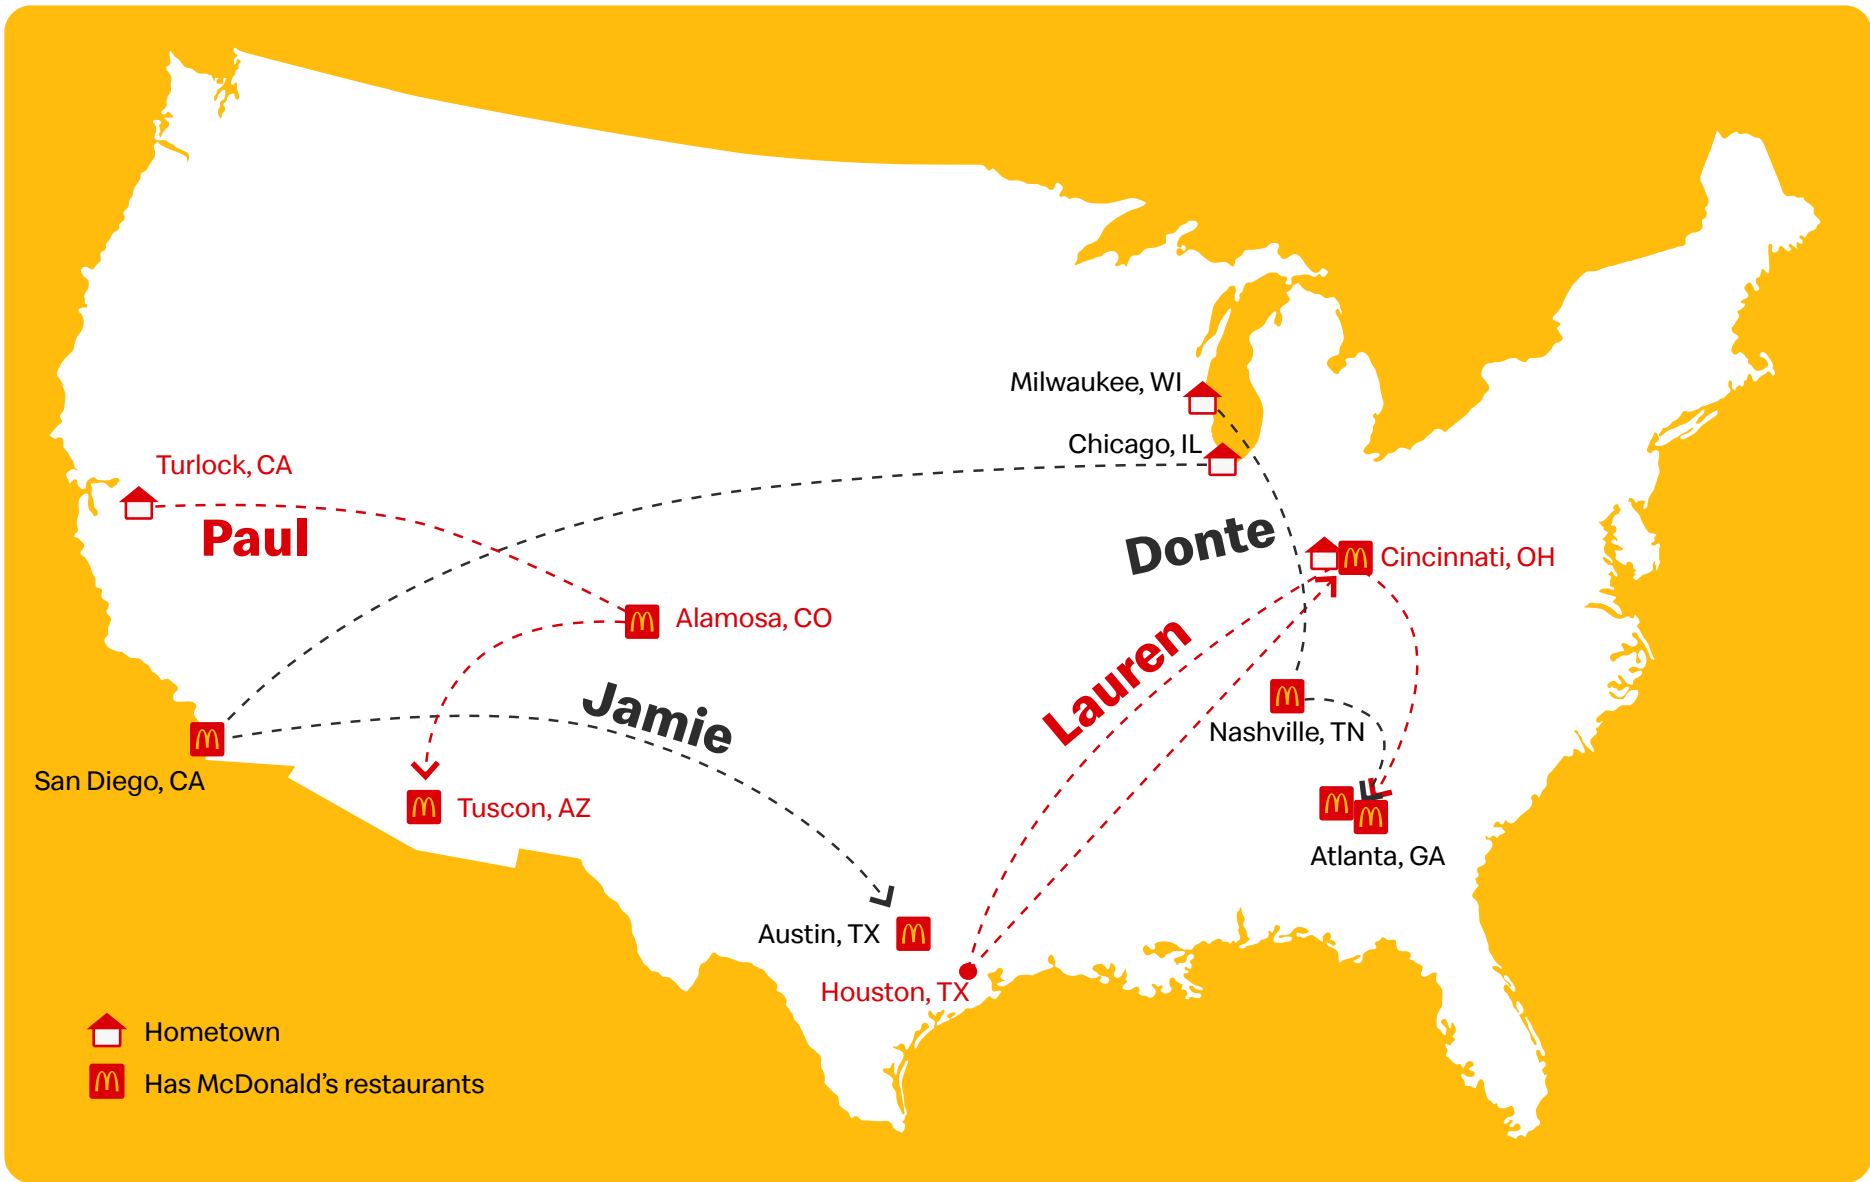 Milwaukee, WI
Chicago, IL
Turlock, CA
Paul
Donte
Cincinnati, OH
Alamosa, CO
Lauren
Jamie
Nashville, TN
San Diego, CA
Tuscon, AZ
Atlanta, GA
Austin, TX
Houston, TX
Hometown
Has McDonald’s restaurants